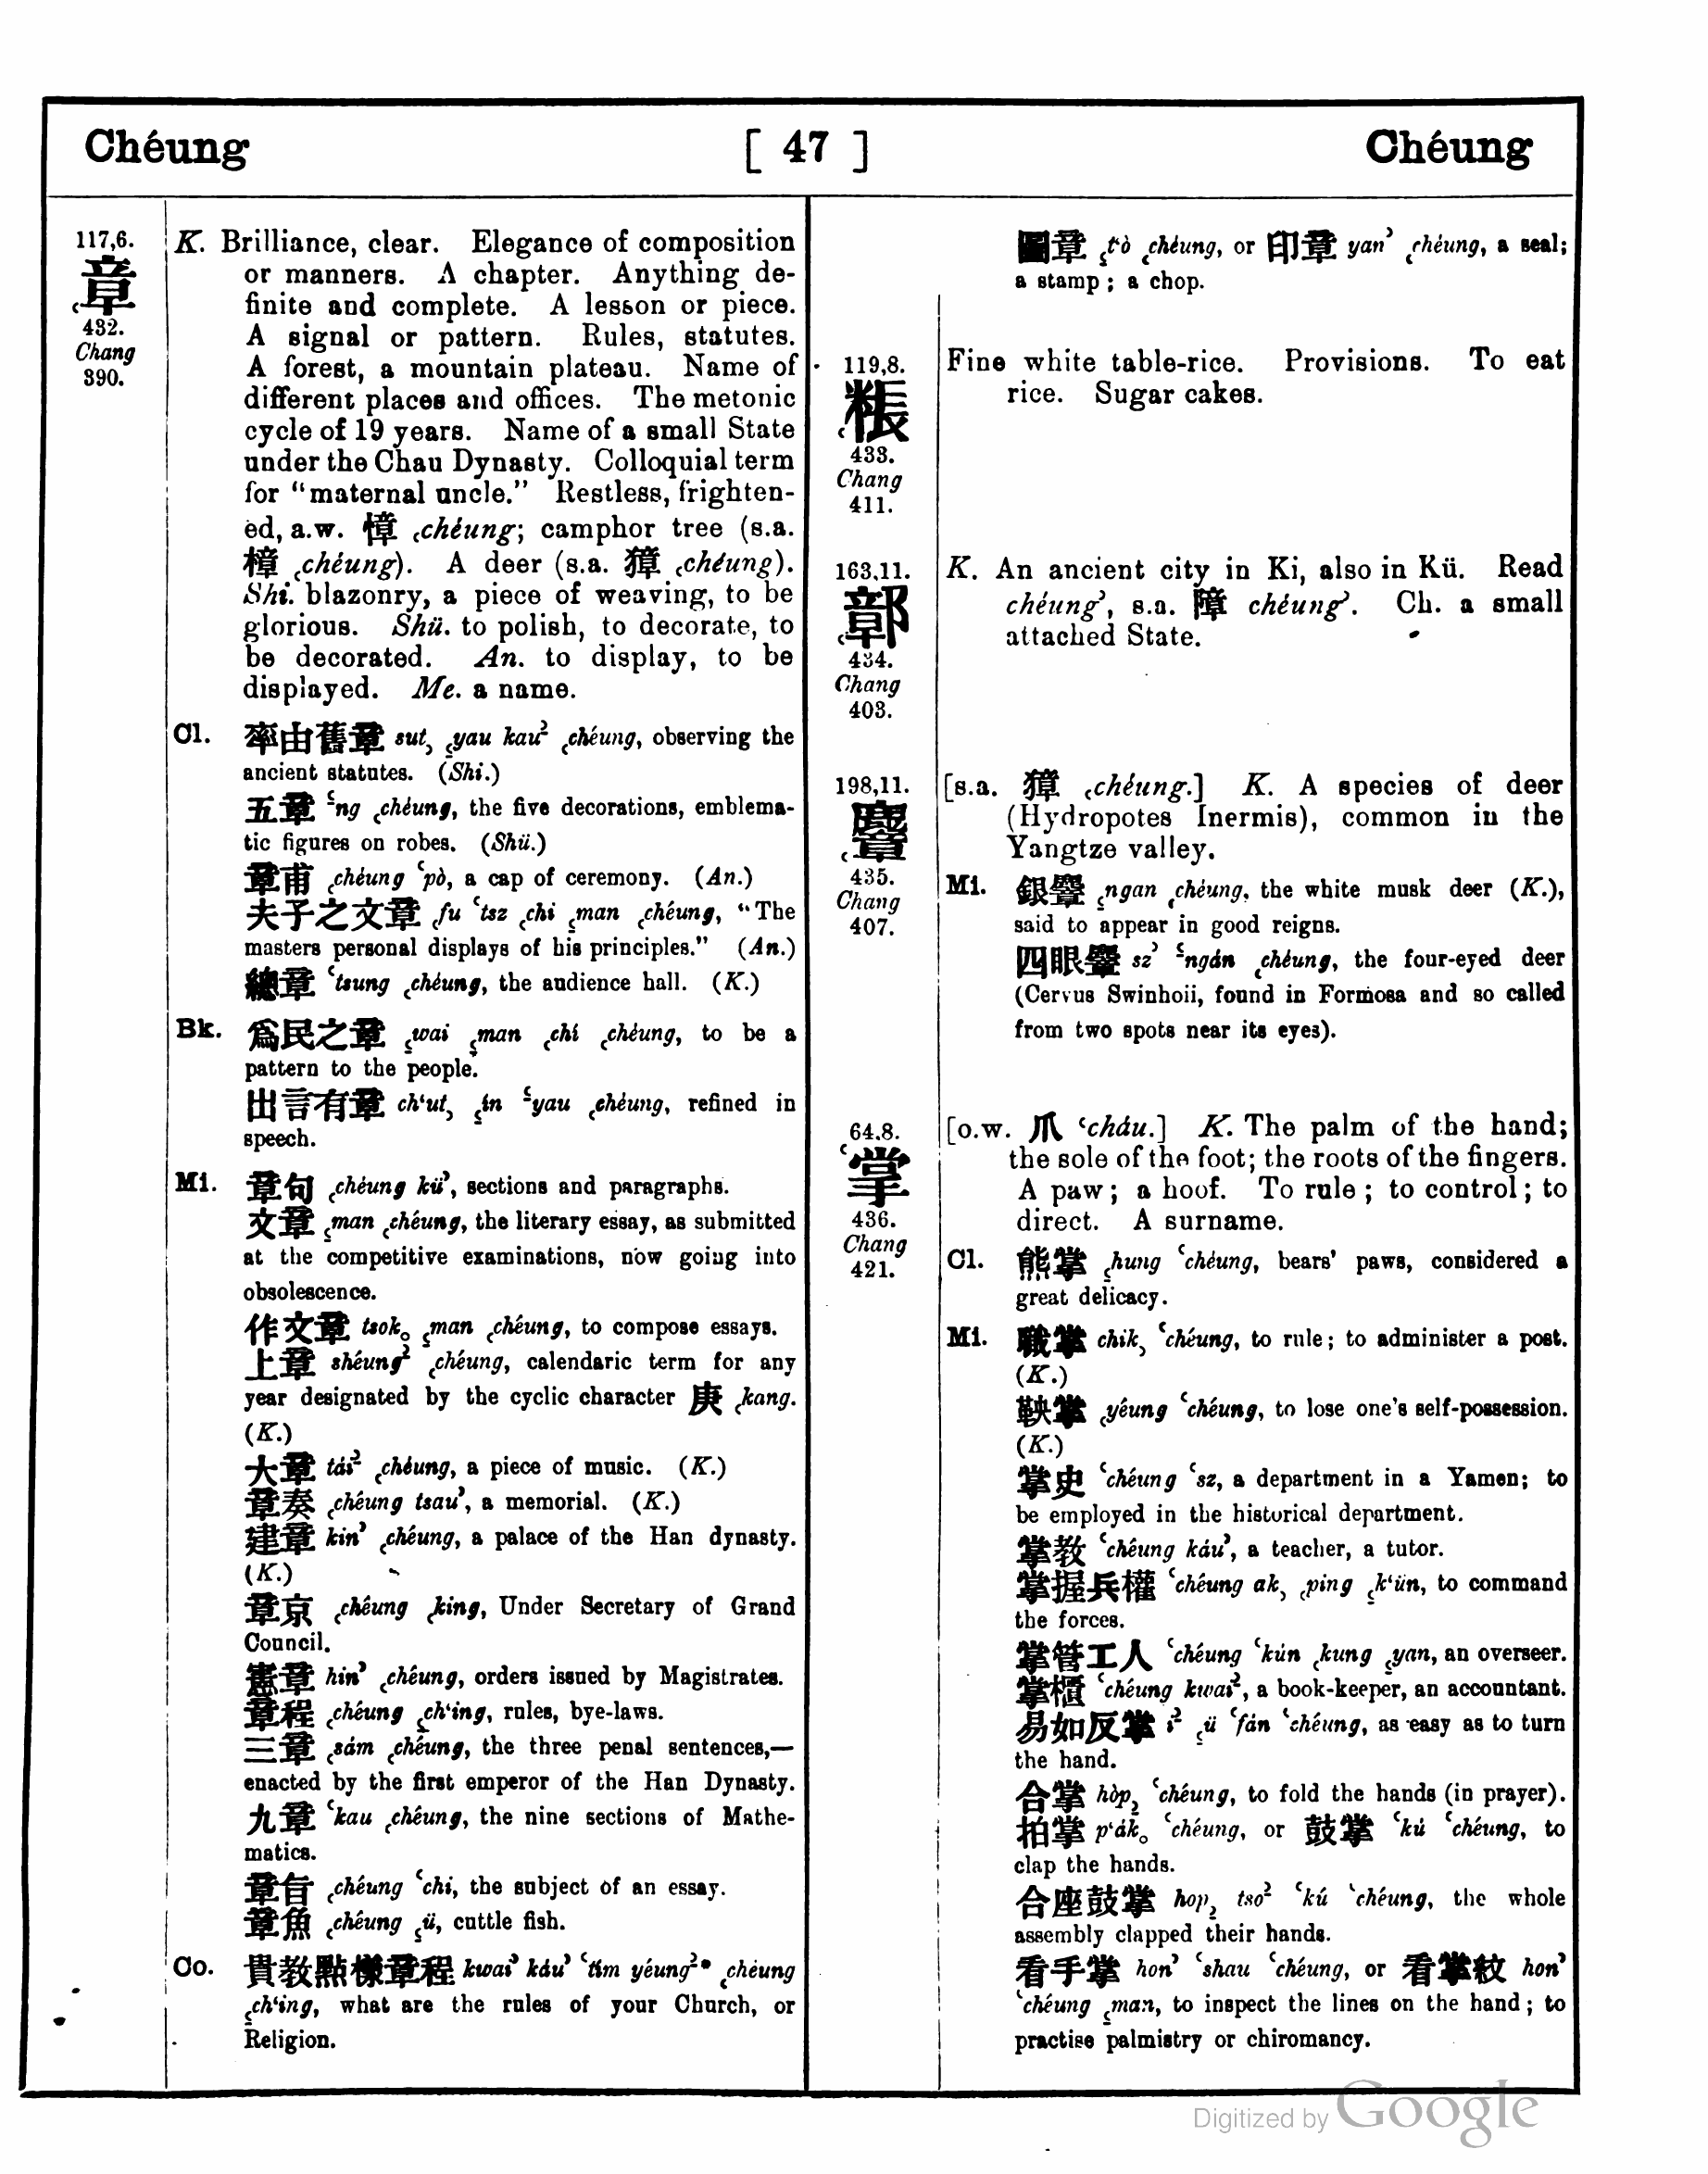 Chéung
[ 47 ]
Chéung
117,6.
章
432.
Chang
390.
K. Brilliance, clear. Elegance of composition
or manners. A chapter. Anything de-
finite and complete. A lesson or piece.
A signal or pattern. Rules, statutes.
A forest, a mountain plateau. Name of
different places and offices. The metonic
cycle of 19 years. Name of a small State
under the Chau Dynasty. Colloquial term
for "maternal uncle." Restless, frighten-
ed, a.w. 慞 ꜀chéung; camphor tree (s.a.
樟 ꜀chéung). A deer (s.a. 獐 ꜀chéung).
Shi. blazonry, a piece of weaving, to be
glorious. Shü. to polish, to decorate, to
be decorated. An. to display, to be
displayed. Me. a name.
Cl. 率由舊章 sut꜆ ꜁yau kau² ꜀chéung, observing the
ancient statutes. (Shi.)
五章 ꜃ng ꜀chéung, the five decorations, emblema-
tic figures on robes. (Shü.)
章甫 ꜀chéung ꜂pò, a cap of ceremony. (An.)
夫子之文章 ꜀fu ꜂tsz ꜀chi ꜁man ꜀chéung, "The
masters personal displays of his principles." (An.)
總章 ꜂tsung ꜀chéung, the audience hall. (K.)
Bk. 爲民之章 ꜁wai ꜁man ꜀chí ꜀chéung, to be a
pattern to the people.
出言有章 ch‘ut꜆ ꜁ín ꜃yau ꜀chéung, refined in
speech.
Mi. 章句 ꜀chéung kü꜄, sections and paragraphs.
文章 ꜁man ꜀chéung, the literary essay, as submitted
at the competitive examinations, now going into
obsolescence.
作文章 tsok꜀ ꜁man ꜀chéung, to compose essays.
上章 shéung² ꜀chéung, calendaric term for any
year designated by the cyclic character 庚 ꜀kang.
(K.)
大章 tái² ꜀chéung, a piece of music. (K.)
章奏 ꜀chéung tsau꜄, a memorial. (K.)
建章 kin꜄ ꜀chéung, a palace of the Han dynasty.
(K.)
章京 ꜀chéung ꜀king, Under Secretary of Grand
Council.
憲章 hin꜄ ꜀chéung, orders issued by Magistrates.
章程 ꜀chéung ꜁ch‘ing, rules, bye-laws.
三章 ꜀sám ꜀chéung, the three penal sentences,—
enacted by the first emperor of the Han Dynasty.
九章 ꜂kau ꜀chéung, the nine sections of Mathe-
matics.
章旨 ꜀chéung ꜂chi, the subject of an essay.
章魚 ꜀chéung ꜁ü, cuttle fish.
Co. 貴教點樣章程 kwai꜄ káu꜄ ꜂tím yéung²* ꜀chéung
꜁ch‘ing, what are the rules of your Church, or
Religion.
圖章 ꜁t‘ò ꜀chéung, or 印章 yan꜄ ꜀chéung, a seal;
a stamp; a chop.
119,8.
粻
433.
Chang
411.
Fine white table-rice. Provisions. To eat
rice. Sugar cakes.
163,11.
鄣
434.
Chang
403.
K. An ancient city in Ki, also in Kü. Read
chéung꜄, s.a. 障 chéung꜄. Ch. a small
attached State.
198,11.
麞
435.
Chang
407.
[s.a. 獐 ꜀chéung.] K. A species of deer
(Hydropotes Inermis), common in the
Yangtze valley.
Mi. 銀麞 ꜁ngan ꜀chéung, the white musk deer (K.),
said to appear in good reigns.
四眼麞 sz꜄ ꜃ngán ꜀chéung, the four-eyed deer
(Cervus Swinhoii, found in Formosa and so called
from two spots near its eyes).
64.8.
掌
436.
Chang
421.
[o.w. 爪 ꜂cháu.] K. The palm of the hand;
the sole of the foot; the roots of the fingers.
A paw; a hoof. To rule; to control; to
direct. A surname.
Cl. 熊掌 ꜁hung ꜂chéung, bears' paws, considered a
great delicacy.
Mi. 職掌 chik꜆ ꜂chéung, to rule; to administer a post.
(K.)
鞅掌 ꜀yéung ꜂chéung, to lose one's self-possession.
(K.)
掌史 ꜂chéung ꜂sz, a department in a Yamen; to
be employed in the historical department.
掌教 ꜂chéung káu꜄, a teacher, a tutor.
掌握兵權 ꜂chéung ak꜆ ꜀ping ꜁k‘ün, to command
the forces.
掌管工人 ꜂chéung ꜂kún ꜀kung ꜁yan, an overseer.
掌櫃 ꜂chéung kwai², a book-keeper, an accountant.
易如反掌 i² ꜁ü ꜂fán ꜂chéung, as easy as to turn
the hand.
合掌 hòp₂ ꜂chéung, to fold the hands (in prayer).
拍掌 p‘ák꜀ ꜂chéung, or 鼓掌 ꜂kú ꜂chéung, to
clap the hands.
合座鼓掌 hop₂ tso² ꜂kú ꜂chéung, the whole
assembly clapped their hands.
看手掌 hon꜄ ꜂shau ꜂chéung, or 看掌紋 hon꜄
꜂chéung ꜁man, to inspect the lines on the hand; to
practise palmistry or chiromancy.
Digitized by Google